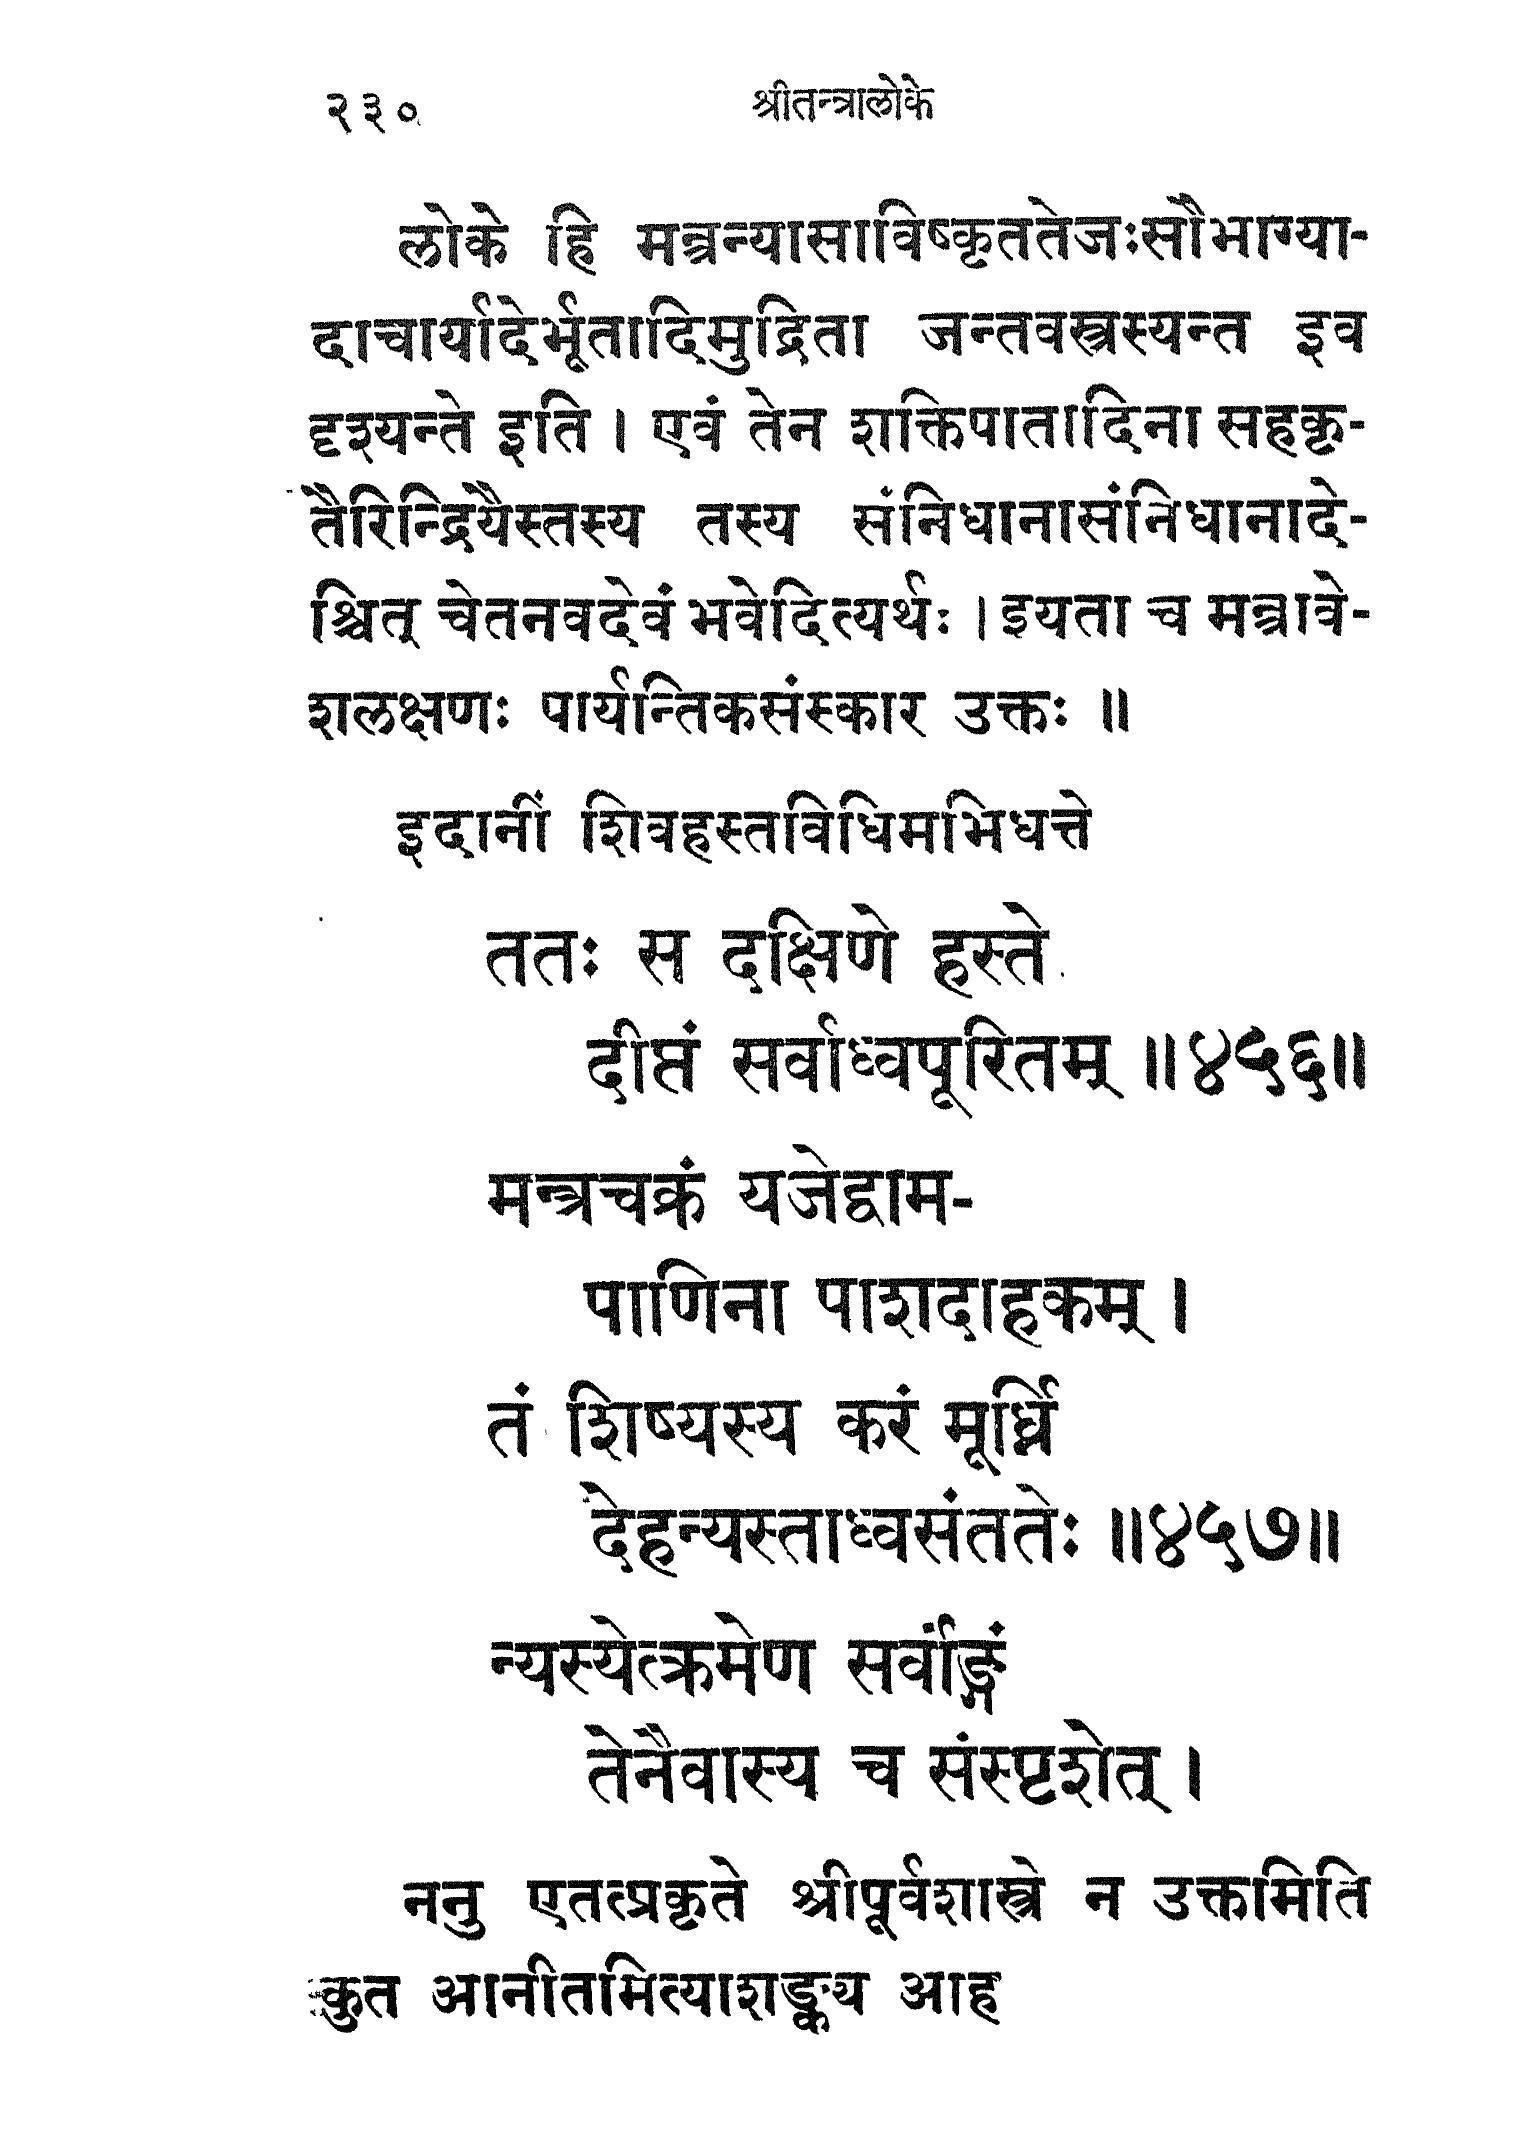 २३०
श्रीतन्त्रालोके
लोके हि मन्त्रन्यासाविष्कृततेजःसौभाग्या-
दाचार्यादेर्भूतादिमुद्रिता जन्तवस्त्रस्यन्त इव
दृश्यन्ते इति । एवं तेन शक्तिपातादिना सहकृ-
तैरिन्द्रियैस्तस्य तस्य संनिधानासंनिधानादे-
श्चित् चेतनवदेवं भवेदित्यर्थः । इयता च मन्त्रावे-
शलक्षणः पार्यन्तिकसंस्कार उक्तः ॥
इदानीं शिवहस्तविधिमभिधत्ते
ततः स दक्षिणे हस्ते
दीप्तं सर्वाध्वपूरितम् ॥४५६॥
मन्त्रचक्रं यजेद्वाम-
पाणिना पाशदाहकम् ।
तं शिष्यस्य करं मूर्ध्नि
देहन्यस्ताध्वसंततेः ॥४५७॥
न्यस्येत्क्रमेण सर्वांङ्गं
तेनैवास्य च संस्पृशेत् ।
ननु एतत्प्रकृते श्रीपूर्वशास्त्रे न उक्तमिति
कुत आनीतमित्याशङ्क्य आह